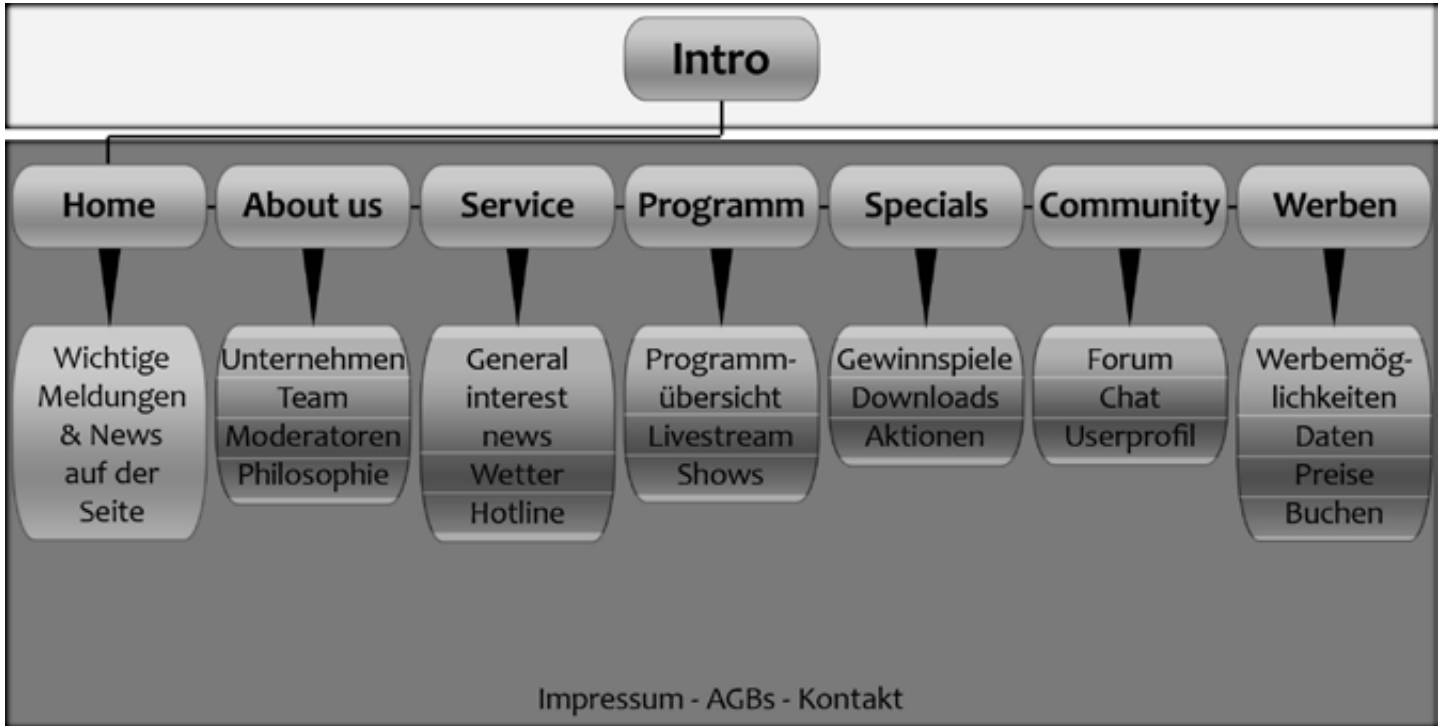 Intro
Home
About us
Service
Programm
Specials
Community
Werben
Wichtige
Meldungen
& News
auf der
Seite
Unternehmen
Team
Moderatoren
Philosophie
General
interest
news
Wetter
Hotline
Programm-
übersicht
Livestream
Shows
Gewinnspiele
Downloads
Aktionen
Forum
Chat
Userprofil
Werbemög-
lichkeiten
Daten
Preise
Buchen
Impressum - AGBs - Kontakt